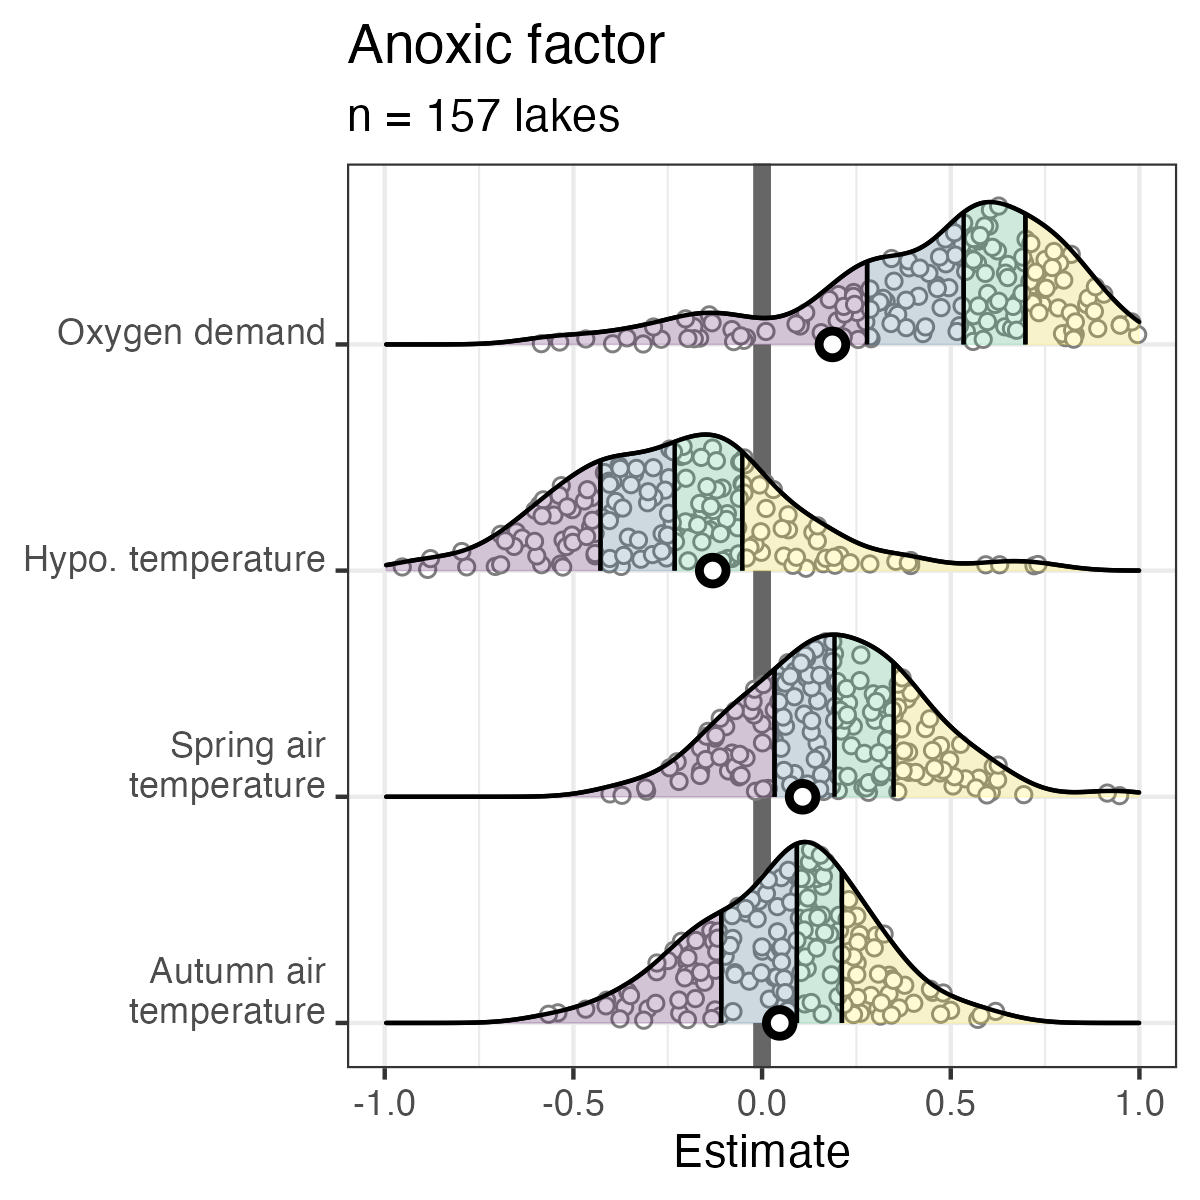 Anoxic factor
n = 157 lakes
Oxygen demand
Hypo. temperature
Spring air
temperature
Autumn air
temperature
-1.0 -0.5 0.0 0.5 1.0
Estimate